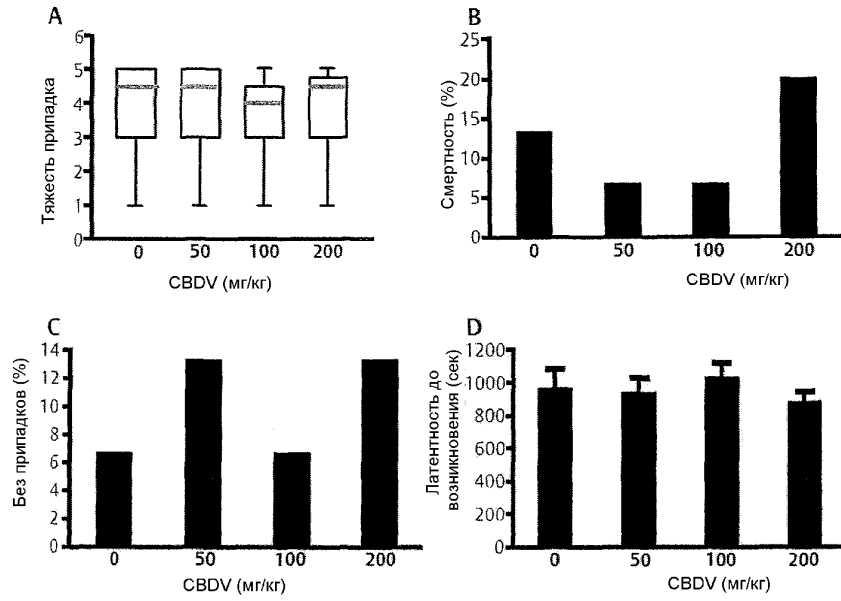 A
Тяжесть припадка
6
5
4
3
2
1
0
0 50 100 200
CBDV (мг/кг)
B
Смертность (%)
25
20
15
10
5
0
0 50 100 200
CBDV (мг/кг)
C
Без припадков (%)
14
12
10
8
6
4
2
0
0 50 100 200
CBDV (мг/кг)
D
Латентность до
возникновения (сек)
1200
1000
800
600
400
200
0
0 50 100 200
CBDV (мг/кг)